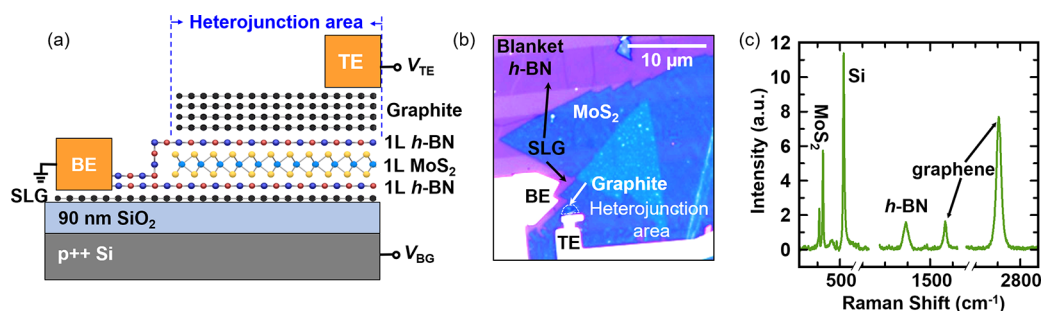 (a)
Heterojunction area
TE
V_TE
Graphite
1L h-BN
1L MoS₂
1L h-BN
BE
SLG
90 nm SiO₂
p++ Si
V_BG
(b)
Blanket
h-BN
10 μm
MoS₂
SLG
BE
Graphite
Heterojunction
area
TE
(c)
12
10
8
6
4
2
0
Intensity (a.u.)
MoS₂
Si
h-BN
graphene
500
1500
2800
Raman Shift (cm⁻¹)